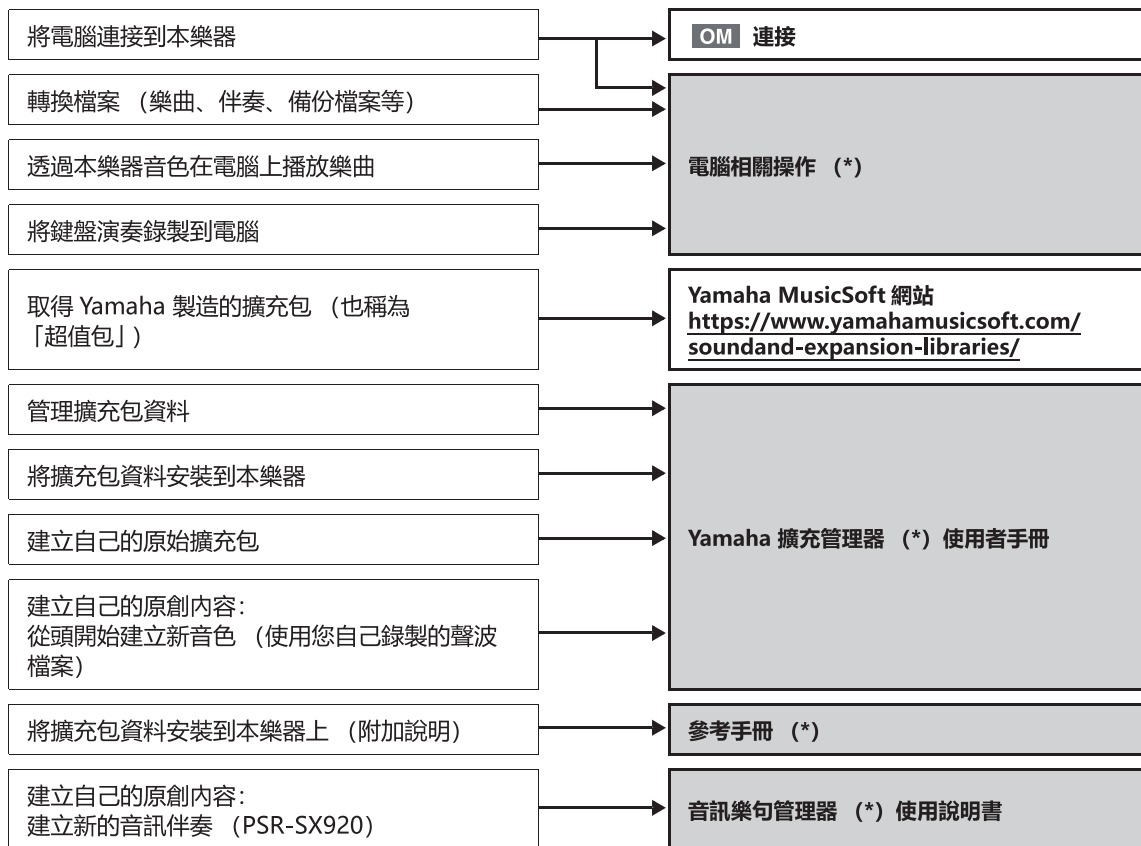 將電腦連接到本樂器
OM 連接
轉換檔案 （樂曲、伴奏、備份檔案等）
透過本樂器音色在電腦上播放樂曲
將鍵盤演奏錄製到電腦
電腦相關操作 （*）
取得 Yamaha 製造的擴充包 （也稱為
「超值包」）
Yamaha MusicSoft 網站
https://www.yamahamusicsoft.com/
soundand-expansion-libraries/
管理擴充包資料
將擴充包資料安裝到本樂器
建立自己的原始擴充包
建立自己的原創內容：
從頭開始建立新音色 （使用您自己錄製的聲波
檔案）
Yamaha 擴充管理器 （*）使用者手冊
將擴充包資料安裝到本樂器上 （附加說明）
參考手冊 （*）
建立自己的原創內容：
建立新的音訊伴奏 （PSR-SX920）
音訊樂句管理器 （*）使用說明書